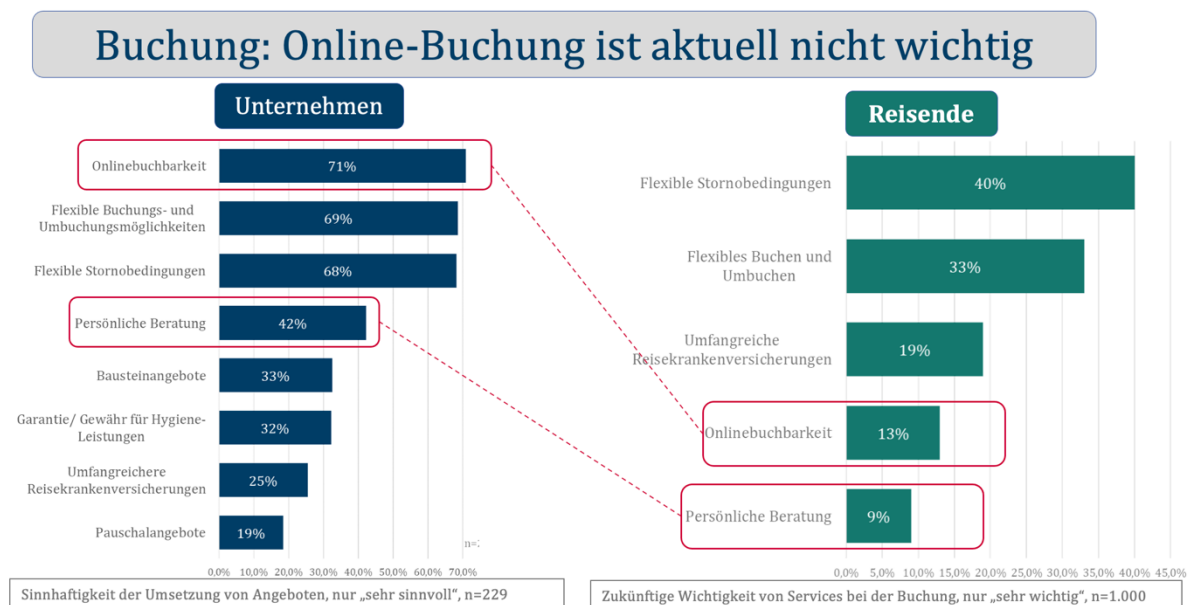 Buchung: Online-Buchung ist aktuell nicht wichtig
Unternehmen
Onlinebuchbarkeit
71%
Flexible Buchungs- und
Umbuchungsmöglichkeiten
69%
Flexible Stornobedingungen
68%
Persönliche Beratung
42%
Bausteinangebote
33%
Garantie/ Gewähr für Hygiene-
Leistungen
32%
Umfangreichere
Reisekrankenversicherungen
25%
Pauschalangebote
19%
n=
0,0% 10,0% 20,0% 30,0% 40,0% 50,0% 60,0% 70,0%
Sinnhaftigkeit der Umsetzung von Angeboten, nur „sehr sinnvoll“, n=229
Reisende
Flexible Stornobedingungen
40%
Flexibles Buchen und
Umbuchen
33%
Umfangreiche
Reisekrankenversicherungen
19%
Onlinebuchbarkeit
13%
Persönliche Beratung
9%
0,0% 5,0% 10,0% 15,0% 20,0% 25,0% 30,0% 35,0% 40,0% 45,0%
Zukünftige Wichtigkeit von Services bei der Buchung, nur „sehr wichtig“, n=1.000